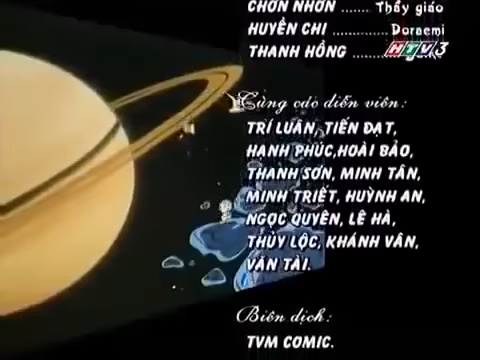 CHƠN NHƠN ....... Thầy giáo
HUYỀN CHI ............. Doraemi
THANH HỒNG ............
HTV3
Cùng các diễn viên:
TRÍ LUÂN, TIẾN ĐẠT,
HẠNH PHÚC,HOÀI BẢO,
THANH SƠN, MINH TÂN,
MINH TRIẾT, HUỲNH AN,
NGỌC QUYÊN, LÊ HÀ,
THÚY LỘC, KHÁNH VÂN,
VĂN TÀI.
Biên dịch:
TVM COMIC.